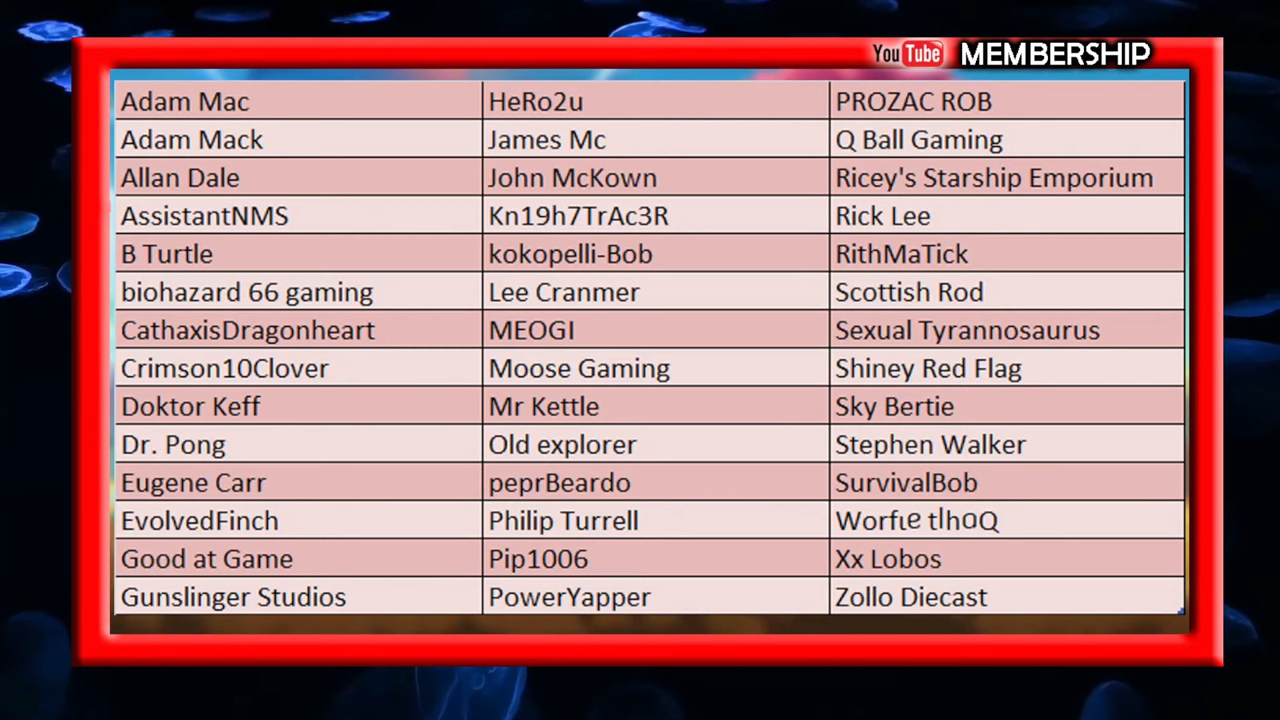 YouTube MEMBERSHIP
Adam Mac HeRo2u PROZAC ROB
Adam Mack James Mc Q Ball Gaming
Allan Dale John McKown Ricey's Starship Emporium
AssistantNMS Kn19h7TrAc3R Rick Lee
B Turtle kokopelli-Bob RithMaTick
biohazard 66 gaming Lee Cranmer Scottish Rod
CathaxisDragonheart MEOGI Sexual Tyrannosaurus
Crimson10Clover Moose Gaming Shiney Red Flag
Doktor Keff Mr Kettle Sky Bertie
Dr. Pong Old explorer Stephen Walker
Eugene Carr peprBeardo SurvivalBob
EvolvedFinch Philip Turrell Worfιɐ tlhɑQ
Good at Game Pip1006 Xx Lobos
Gunslinger Studios PowerYapper Zollo Diecast